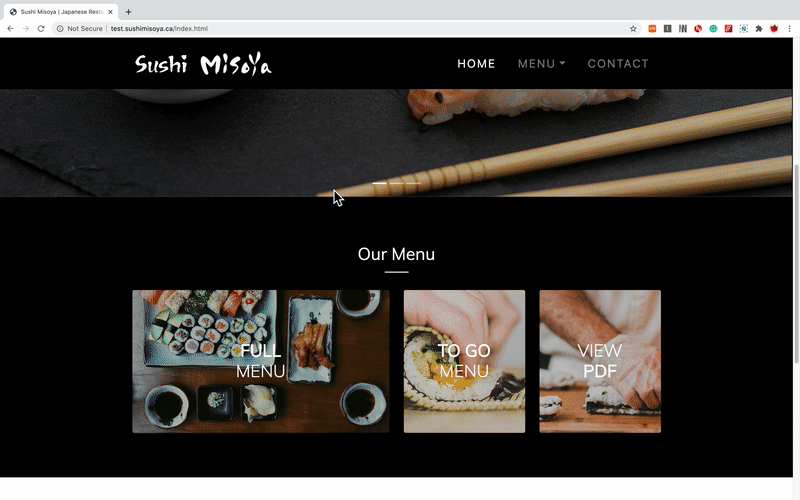 Sushi Misoya | Japanese Resta
Not Secure | test.sushimisoya.ca/index.html
Sushi MisoYa
HOME
MENU
CONTACT
Our Menu
FULL
MENU
TO GO
MENU
VIEW
PDF